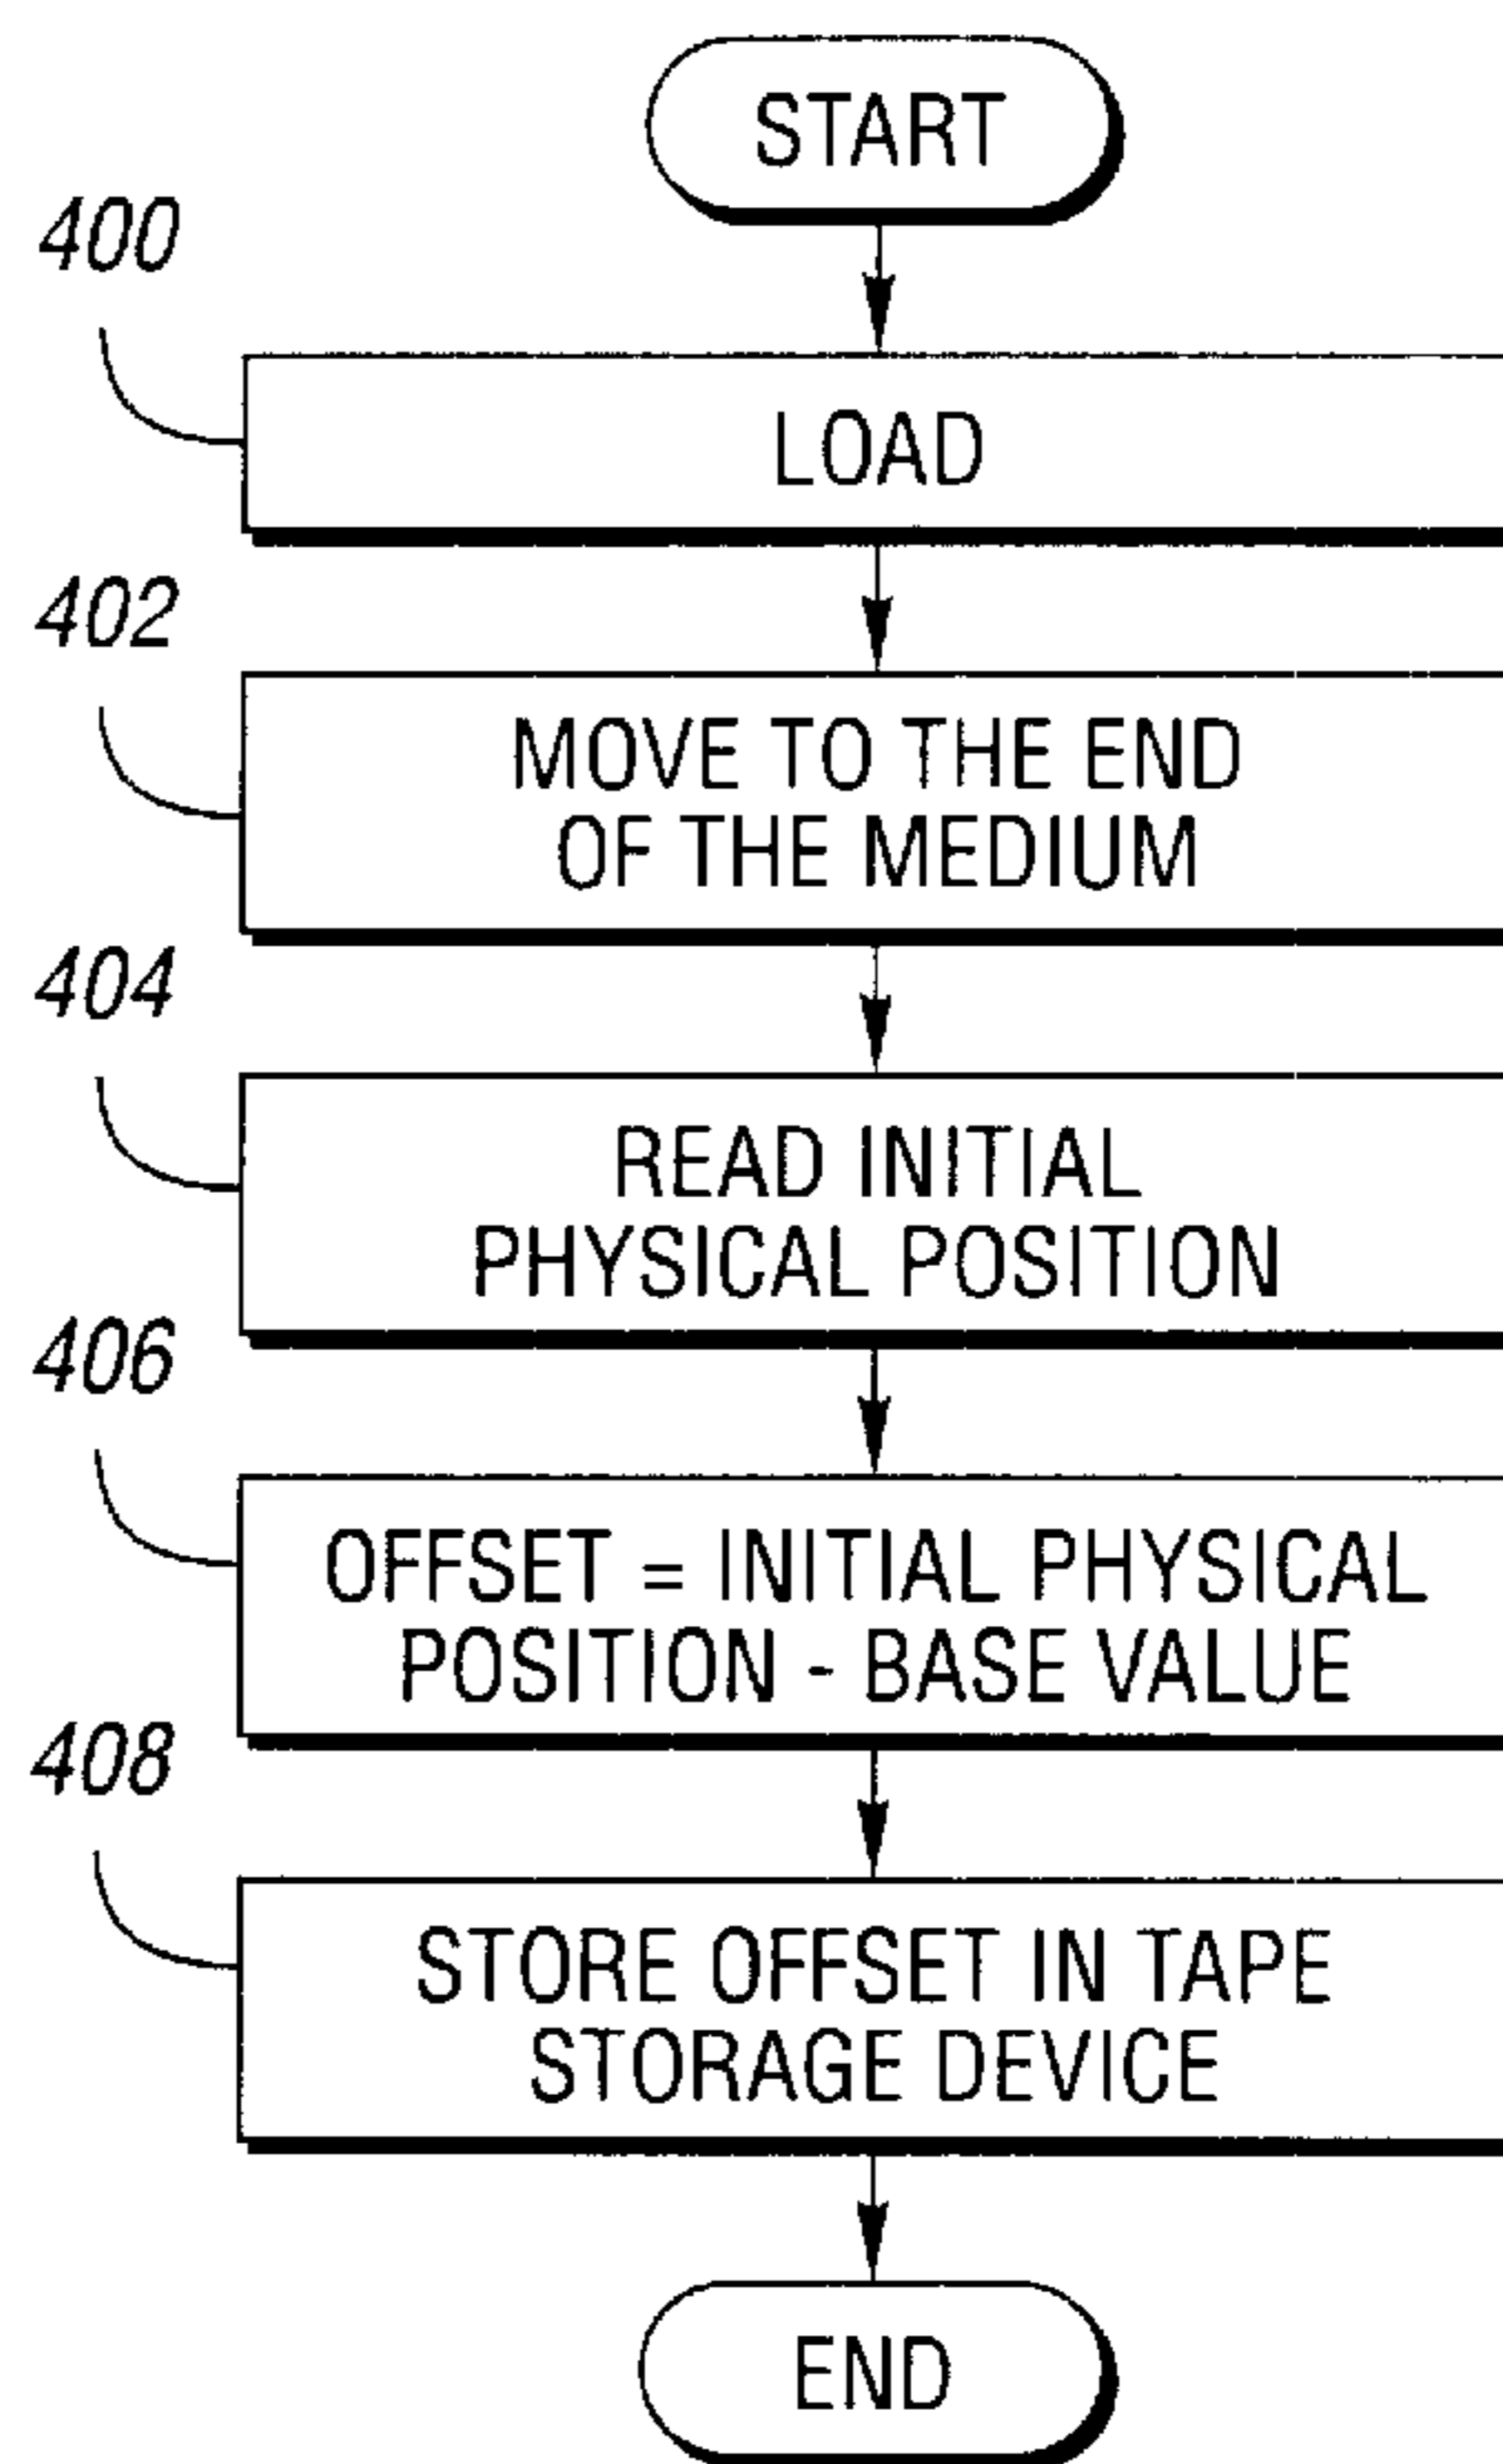 START
400
LOAD
402
MOVE TO THE END
OF THE MEDIUM
404
READ INITIAL
PHYSICAL POSITION
406
OFFSET = INITIAL PHYSICAL
POSITION - BASE VALUE
408
STORE OFFSET IN TAPE
STORAGE DEVICE
END